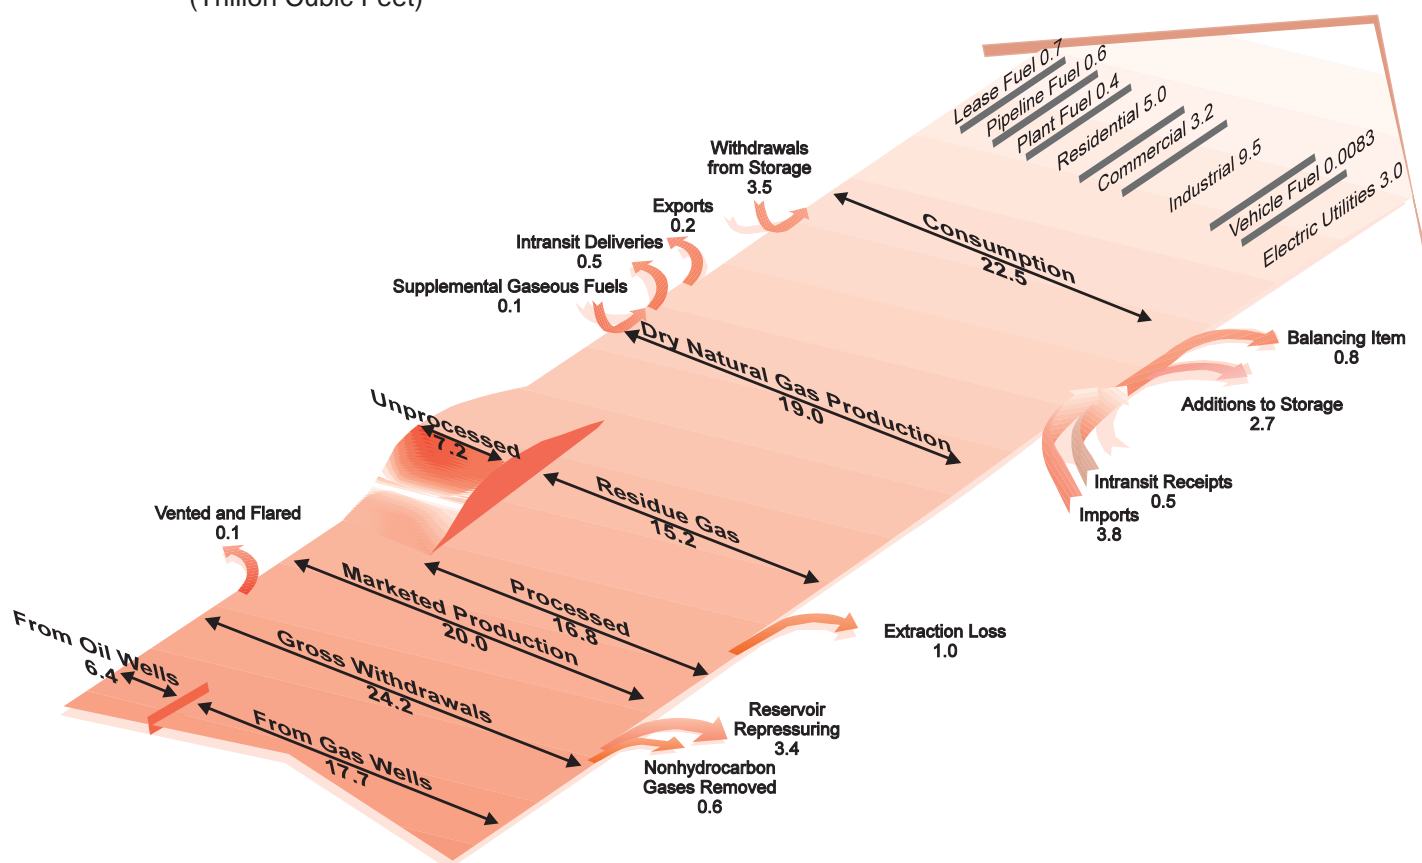 (Trillion Cubic Feet)
Lease Fuel 0.7
Pipeline Fuel 0.6
Plant Fuel 0.4
Residential 5.0
Commercial 3.2
Industrial 9.5
Vehicle Fuel 0.0083
Electric Utilities 3.0
Withdrawals
from Storage
3.5
Exports
0.2
Intransit Deliveries
0.5
Supplemental Gaseous Fuels
0.1
Consumption
22.5
Balancing Item
0.8
Additions to Storage
2.7
Intransit Receipts
0.5
Imports
3.8
Dry Natural Gas Production
19.0
Unprocessed
7.2
Residue Gas
15.2
Vented and Flared
0.1
Processed
16.8
Marketed Production
20.0
Extraction Loss
1.0
Gross Withdrawals
24.2
From Oil Wells
6.4
From Gas Wells
17.7
Reservoir
Repressuring
3.4
Nonhydrocarbon
Gases Removed
0.6